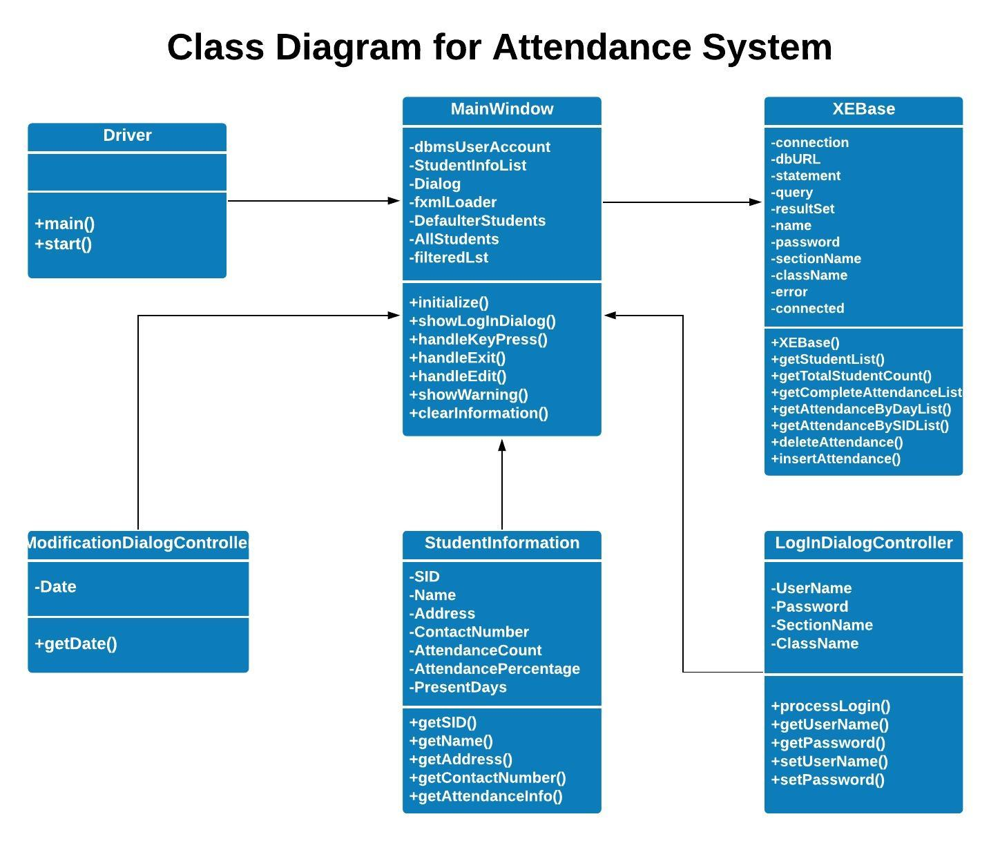 Class Diagram for Attendance System
Driver
+main()
+start()
MainWindow
-dbmsUserAccount
-StudentInfoList
-Dialog
-fxmlLoader
-DefaulterStudents
-AllStudents
-filteredLst
+initialize()
+showLogInDialog()
+handleKeyPress()
+handleExit()
+handleEdit()
+showWarning()
+clearInformation()
XEBase
-connection
-dbURL
-statement
-query
-resultSet
-name
-password
-sectionName
-className
-error
-connected
+XEBase()
+getStudentList()
+getTotalStudentCount()
+getCompleteAttendanceList
+getAttendanceByDayList()
+getAttendanceBySIDList()
+deleteAttendance()
+insertAttendance()
ModificationDialogController
-Date
+getDate()
StudentInformation
-SID
-Name
-Address
-ContactNumber
-AttendanceCount
-AttendancePercentage
-PresentDays
+getSID()
+getName()
+getAddress()
+getContactNumber()
+getAttendanceInfo()
LogInDialogController
-UserName
-Password
-SectionName
-ClassName
+processLogin()
+getUserName()
+getPassword()
+setUserName()
+setPassword()